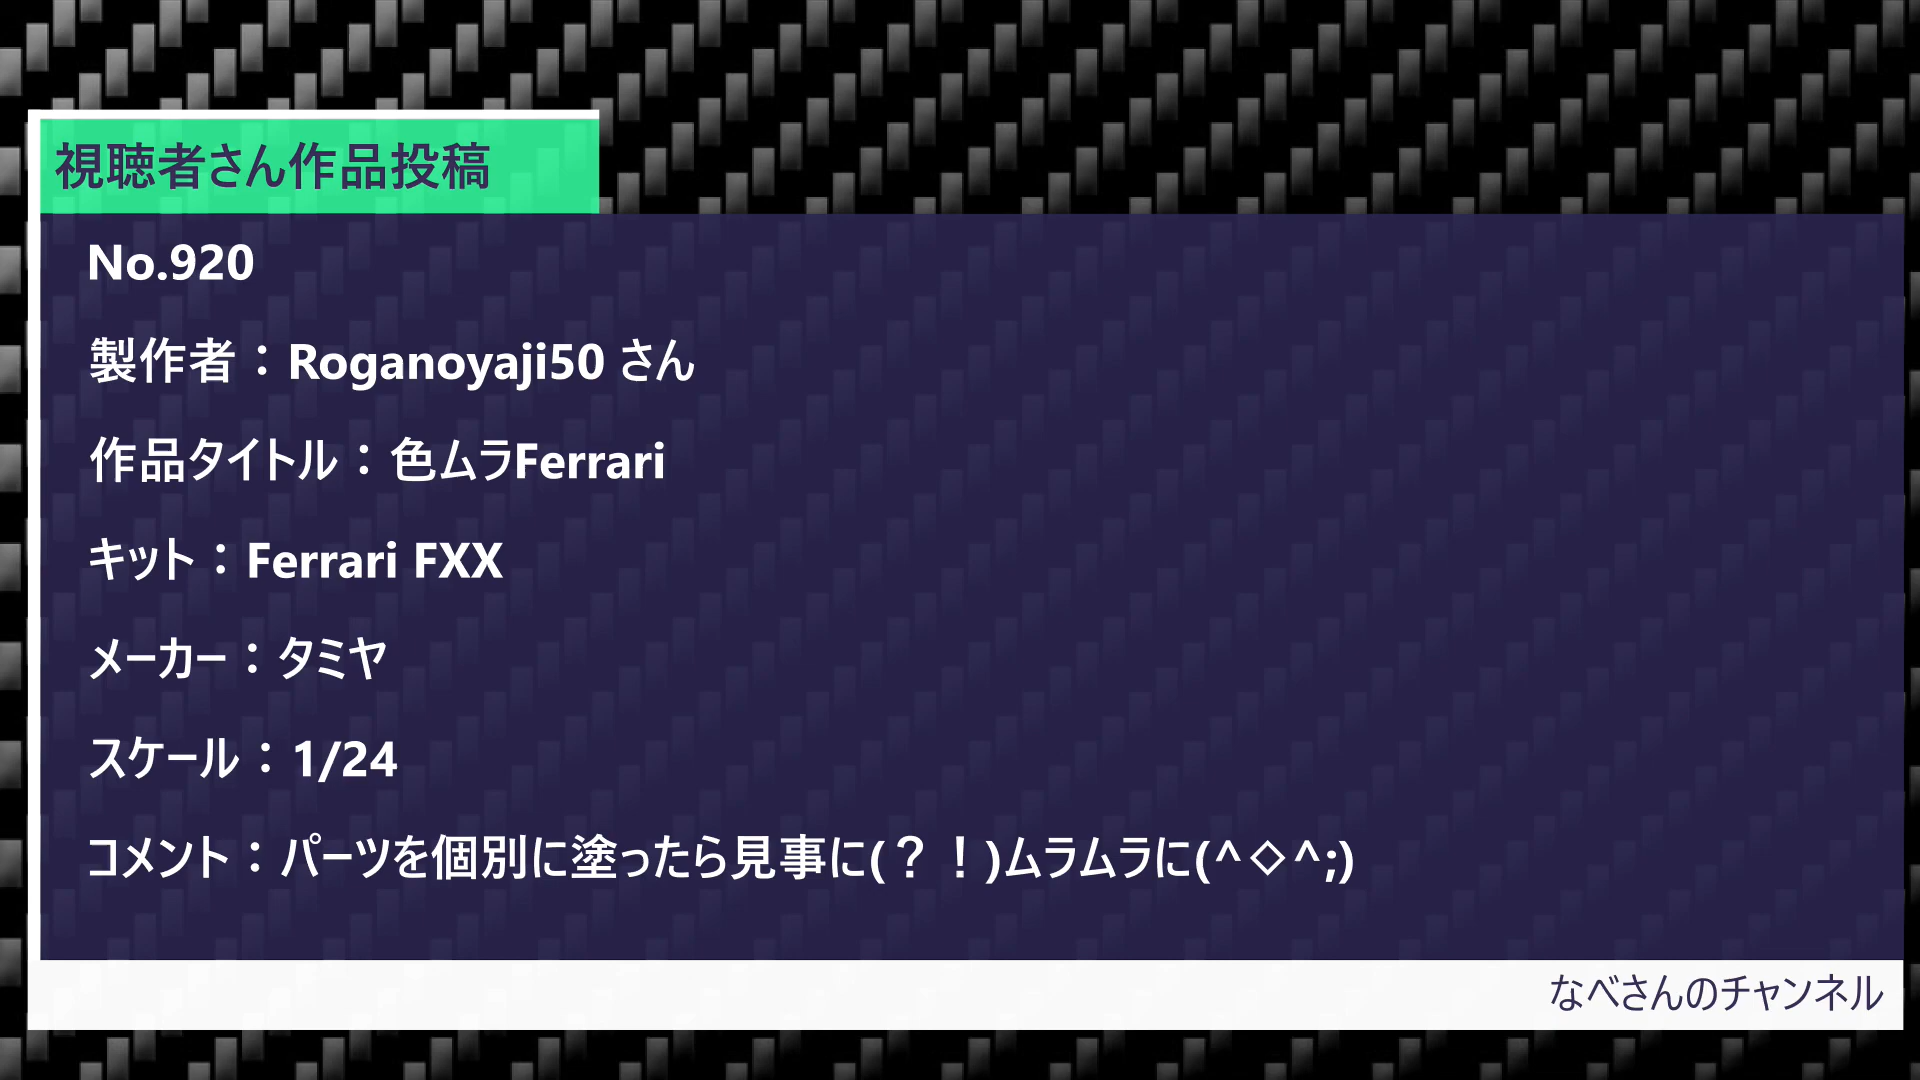 視聴者さん作品投稿
No.920
製作者：Roganoyaji50 さん
作品タイトル：色ムラFerrari
キット：Ferrari FXX
メーカー：タミヤ
スケール：1/24
コメント：パーツを個別に塗ったら見事に(？！)ムラムラに(^◇^;)
なべさんのチャンネル